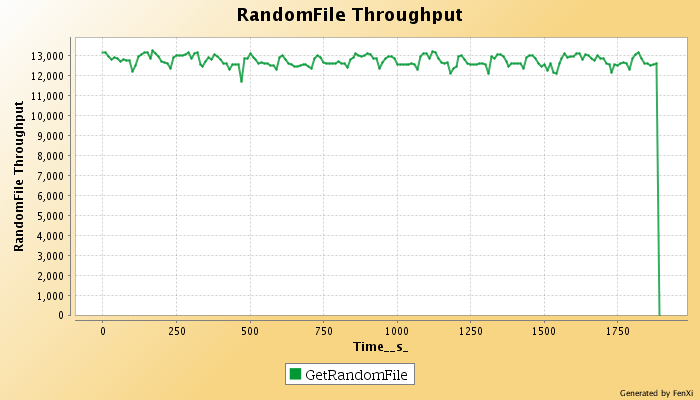 RandomFile Throughput
RandomFile Throughput
13,000
12,000
11,000
10,000
9,000
8,000
7,000
6,000
5,000
4,000
3,000
2,000
1,000
0
0 250 500 750 1000 1250 1500 1750
Time__s_
GetRandomFile
Generated by FenXi